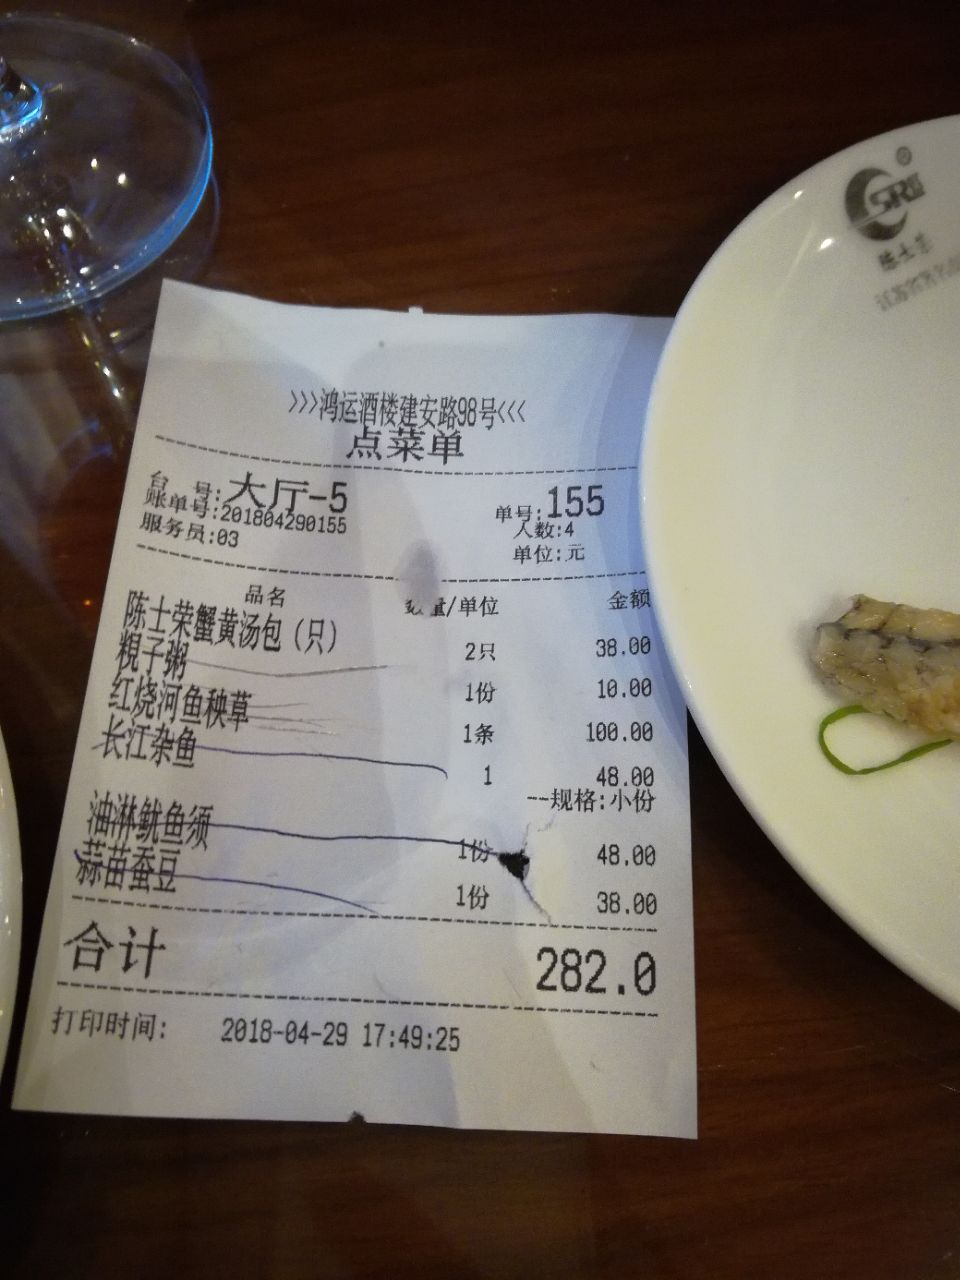 SRE
®
陈士荣
>>>鸿运酒楼建安路98号<<<
点菜单
台 号:大厅-5
单号:155
账单号:201804290155
人数:4
服务员:03
单位:元
品名 数量/单位 金额
陈士荣蟹黄汤包（只） 2只 38.00
粯子粥 1份 10.00
红烧河鱼秧草 1条 100.00
长江杂鱼 1 48.00
--规格:小份
油淋鱿鱼须 1份 48.00
蒜苗蚕豆 1份 38.00
合计 282.0
打印时间: 2018-04-29 17:49:25